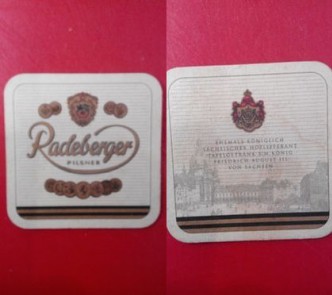 Radeberger
PILSNER
EHEMALS KÖNIGLICH
SÄCHSISCHER HOFLIEFERANT
TAFELGETRÄNK S.M. KÖNIG
FRIEDRICH AUGUST III.
VON SACHSEN